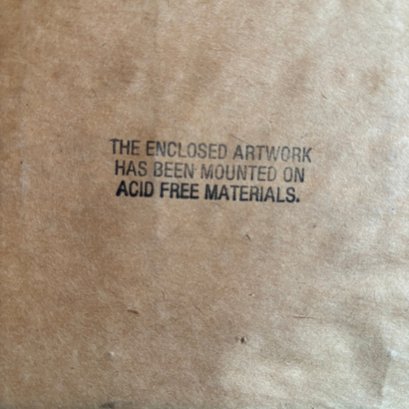 THE ENCLOSED ARTWORK
HAS BEEN MOUNTED ON
ACID FREE MATERIALS.